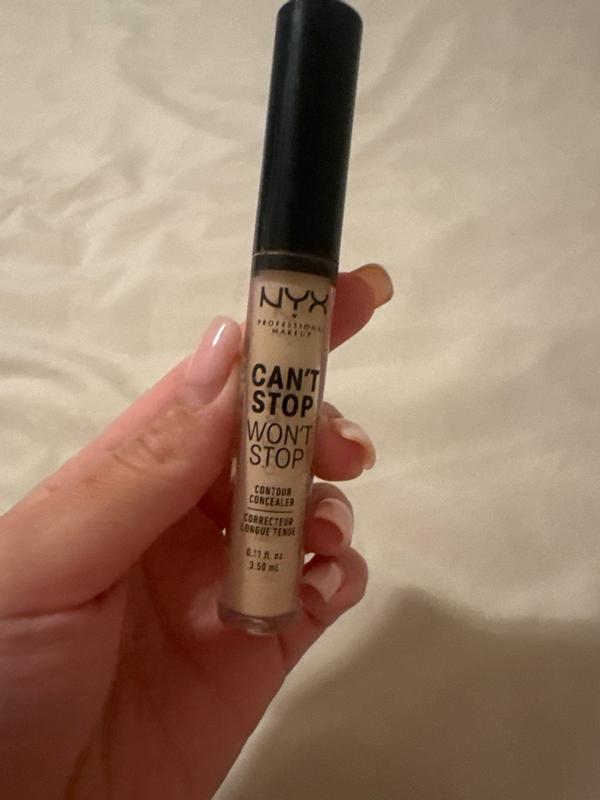 NYX
PROFESSIONAL
MAKEUP
CAN'T
STOP
WON'T
STOP
CONTOUR
CONCEALER
CORRECTEUR
LONGUE TENUE
0.11 fl. oz.
3.50 ml